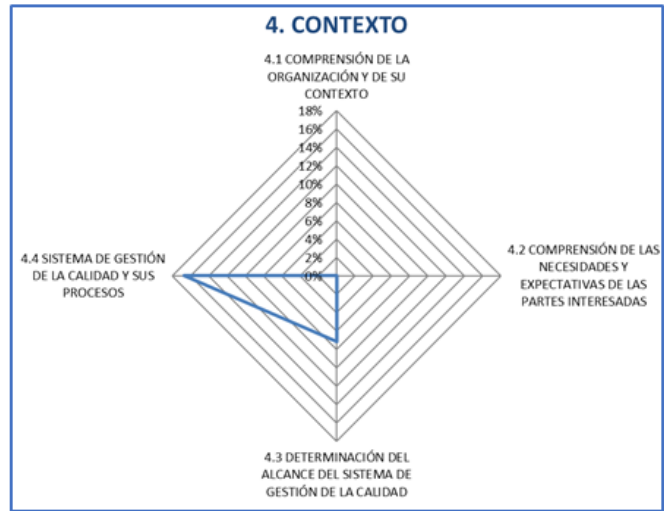 4. CONTEXTO
4.1 COMPRENSIÓN DE LA
ORGANIZACIÓN Y DE SU
CONTEXTO
18%
16%
14%
12%
10%
8%
6%
4%
2%
0%
4.4 SISTEMA DE GESTIÓN
DE LA CALIDAD Y SUS
PROCESOS
4.2 COMPRENSIÓN DE LAS
NECESIDADES Y
EXPECTATIVAS DE LAS
PARTES INTERESADAS
4.3 DETERMINACIÓN DEL
ALCANCE DEL SISTEMA DE
GESTIÓN DE LA CALIDAD